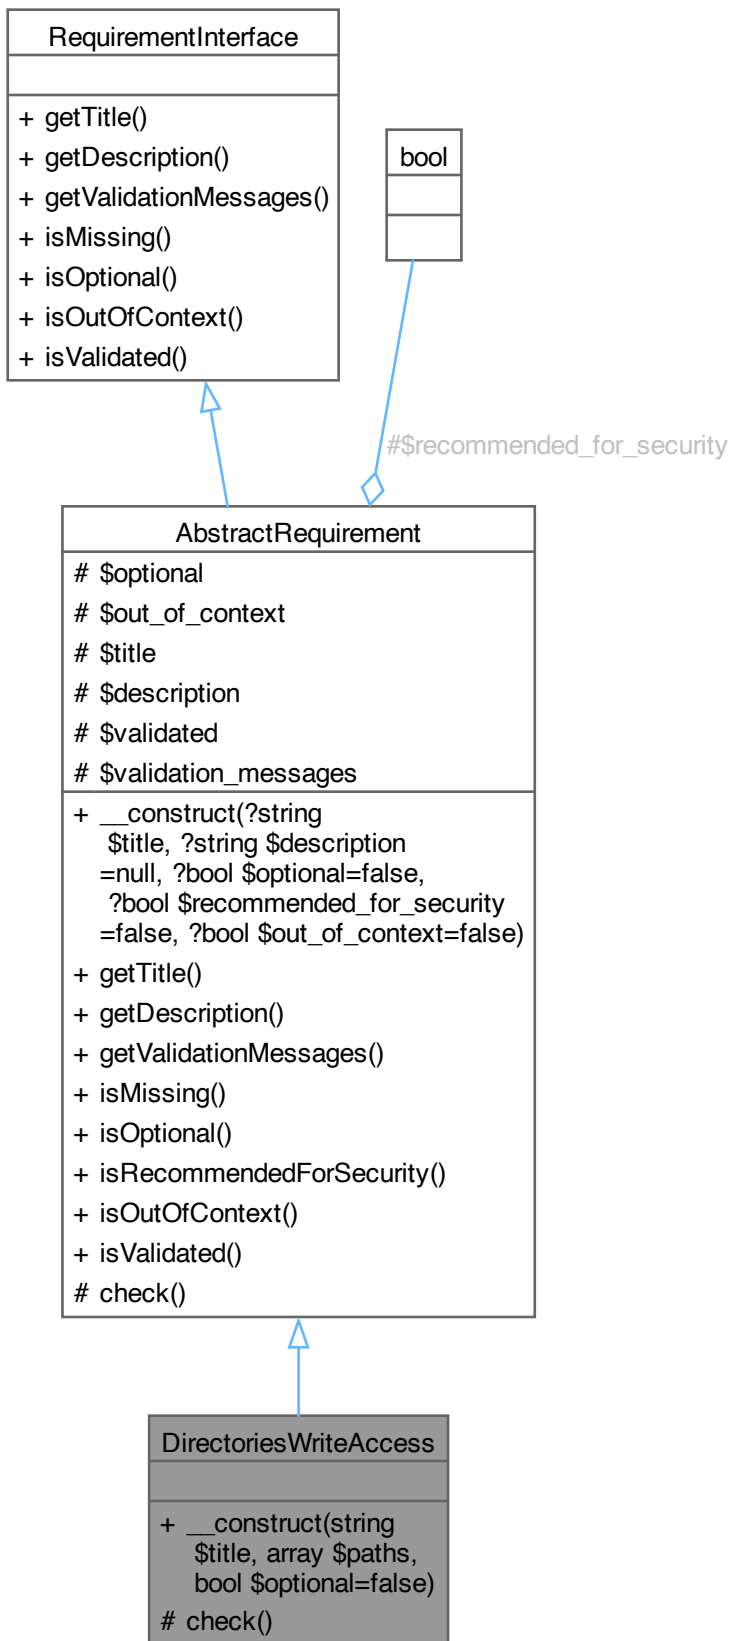 RequirementInterface
+ getTitle()
+ getDescription()
+ getValidationMessages()
+ isMissing()
+ isOptional()
+ isOutOfContext()
+ isValidated()
bool
#$recommended_for_security
AbstractRequirement
# $optional
# $out_of_context
# $title
# $description
# $validated
# $validation_messages
+ __construct(?string
$title, ?string $description
=null, ?bool $optional=false,
?bool $recommended_for_security
=false, ?bool $out_of_context=false)
+ getTitle()
+ getDescription()
+ getValidationMessages()
+ isMissing()
+ isOptional()
+ isRecommendedForSecurity()
+ isOutOfContext()
+ isValidated()
# check()
DirectoriesWriteAccess
+ __construct(string
$title, array $paths,
bool $optional=false)
# check()